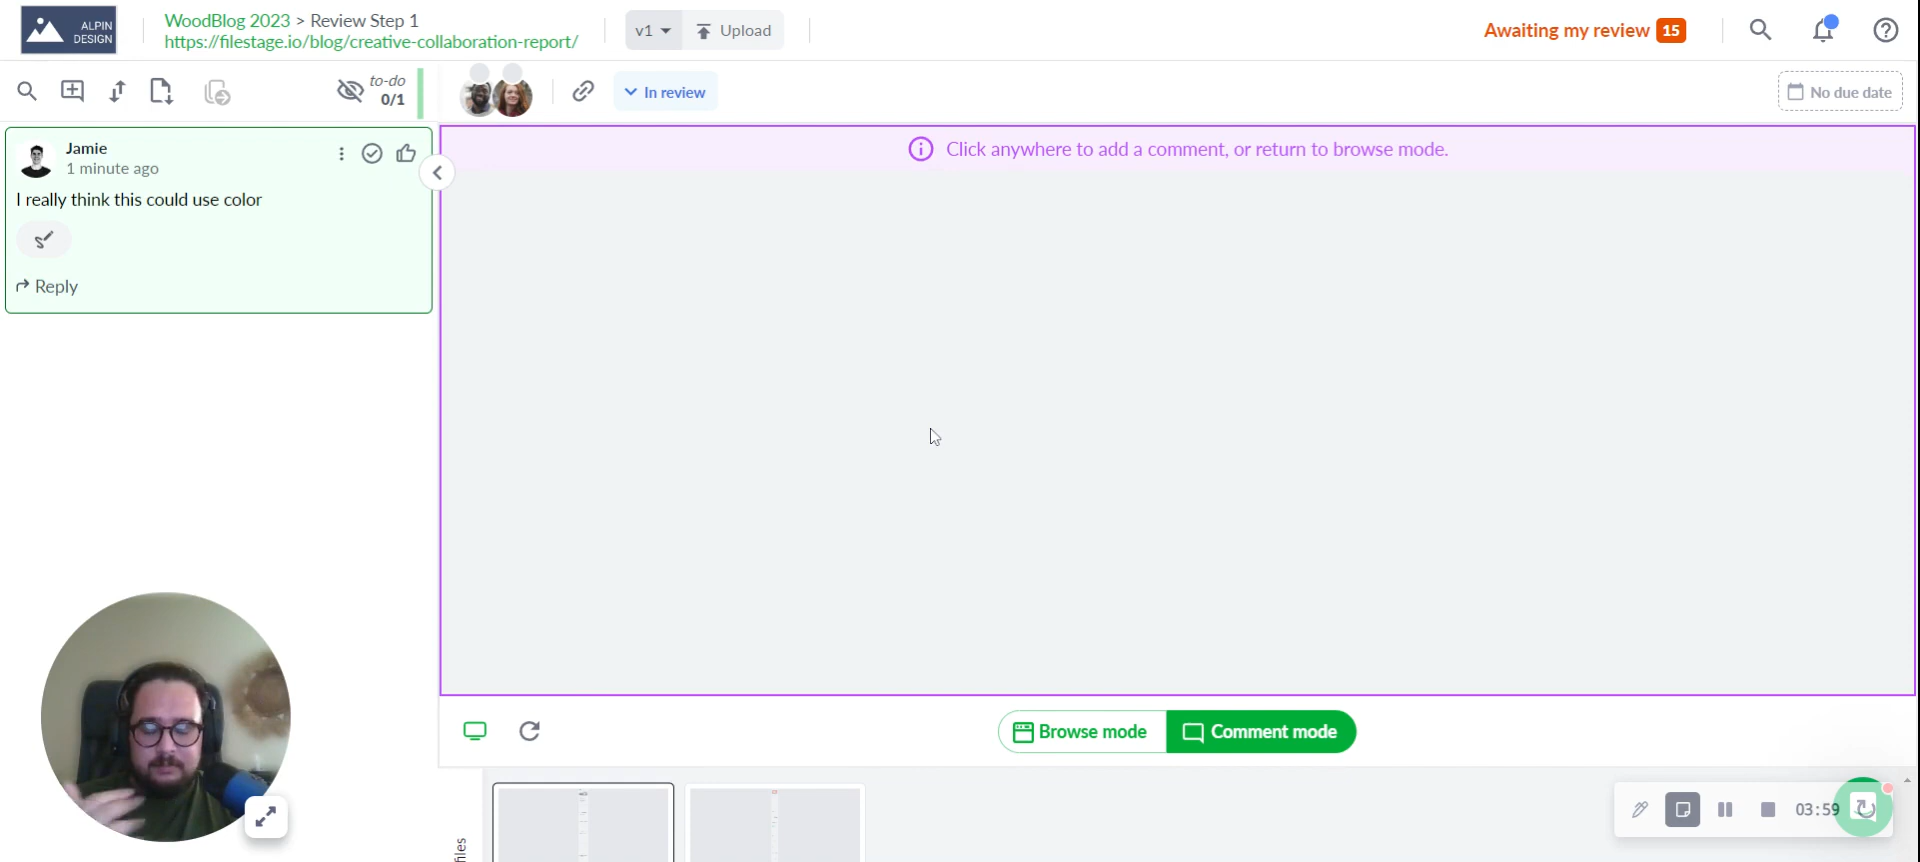 ALPIN
DESIGN
WoodBlog 2023 > Review Step 1
https://filestage.io/blog/creative-collaboration-report/
v1
Upload
Awaiting my review 15
to-do
0/1
In review
No due date
Jamie
1 minute ago
I really think this could use color
Reply
Click anywhere to add a comment, or return to browse mode.
Browse mode
Comment mode
files
03:59